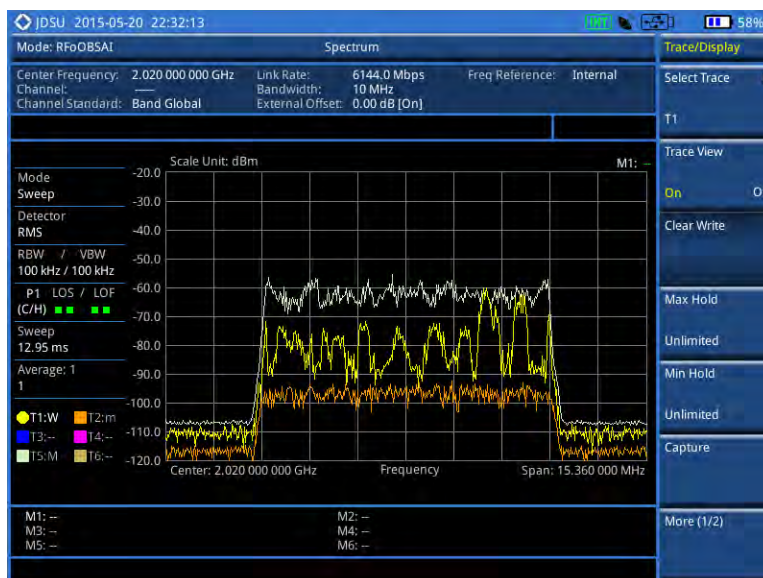 JDSU 2015-05-20 22:32:13
INT
58%
Mode: RFoOBSAI
Spectrum
Trace/Display
Center Frequency: 2.020 000 000 GHz
Link Rate: 6144.0 Mbps
Freq Reference: Internal
Channel: ----
Bandwidth: 10 MHz
Channel Standard: Band Global
External Offset: 0.00 dB [On]
Select Trace
T1
Trace View
On O
Clear Write
Max Hold
Unlimited
Min Hold
Unlimited
Capture
More (1/2)
Mode
Sweep
Detector
RMS
RBW / VBW
100 kHz / 100 kHz
P1 LOS / LOF
(C/H)
Sweep
12.95 ms
Average: 1
1
T1:W T2:m
T3:-- T4:--
T5:M T6:--
Scale Unit: dBm
M1: --
-20.0
-30.0
-40.0
-50.0
-60.0
-70.0
-80.0
-90.0
-100.0
-110.0
-120.0
Center: 2.020 000 000 GHz
Frequency
Span: 15.360 000 MHz
M1: --
M2: --
M3: --
M4: --
M5: --
M6: --